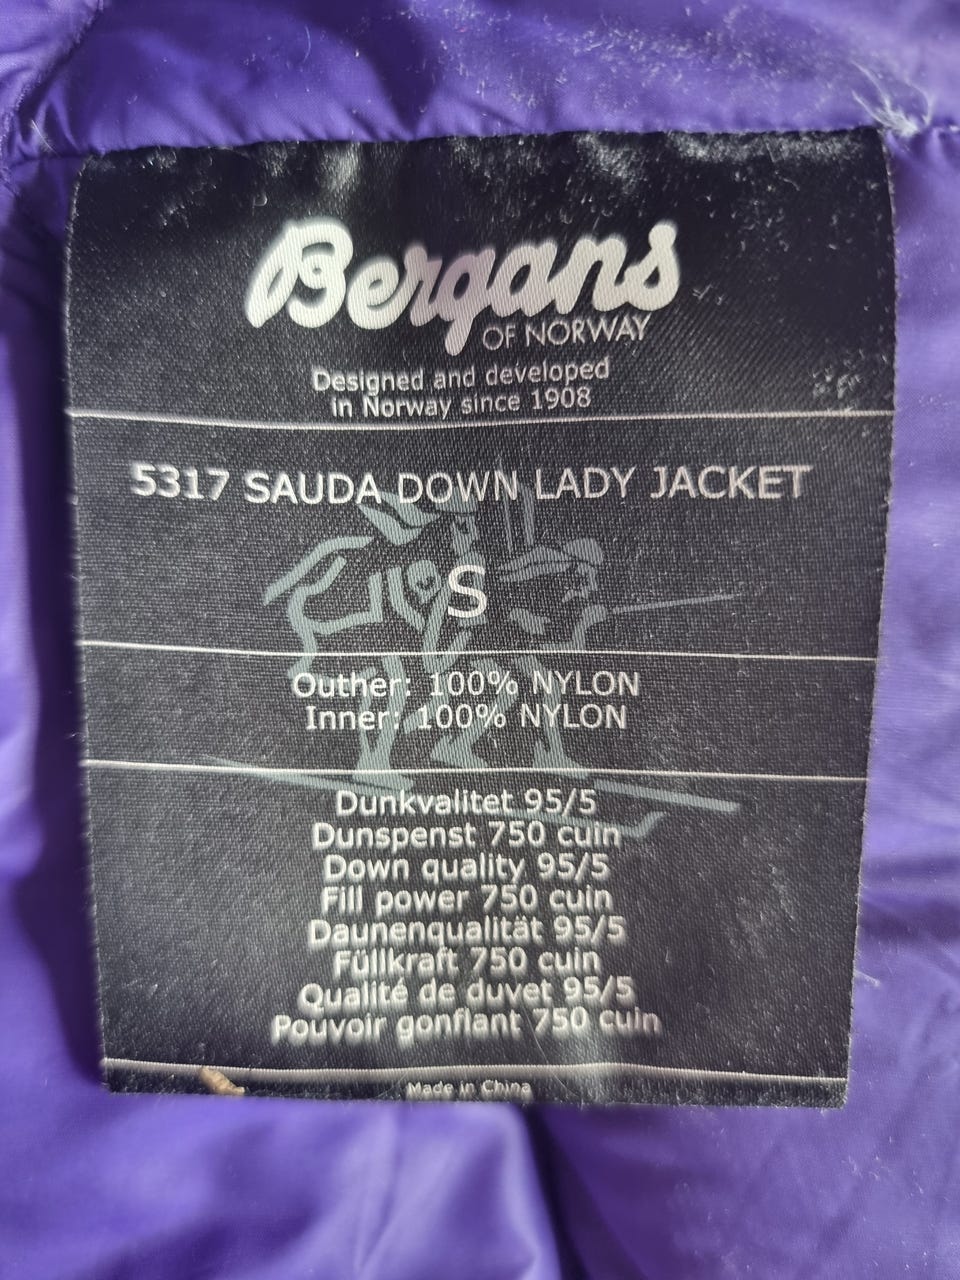 Bergans
OF NORWAY
Designed and developed
in Norway since 1908
5317 SAUDA DOWN LADY JACKET
S
Outher: 100% NYLON
Inner: 100% NYLON
Dunkvalitet 95/5
Dunspenst 750 cuin
Down quality 95/5
Fill power 750 cuin
Daunenqualität 95/5
Füllkraft 750 cuin
Qualité de duvet 95/5
Pouvoir gonflant 750 cuin
Made in China